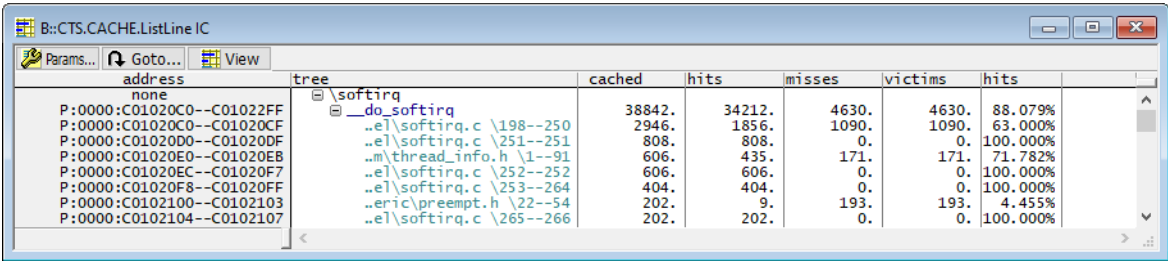 B::CTS.CACHE.ListLine IC
Params... Goto... View
address tree cached hits misses victims hits
none \softirq
P:0000:C01020C0--C01022FF __do_softirq 38842. 34212. 4630. 4630. 88.079%
P:0000:C01020C0--C01020CF ..el\softirq.c \198--250 2946. 1856. 1090. 1090. 63.000%
P:0000:C01020D0--C01020DF ..el\softirq.c \251--251 808. 808. 0. 0. 100.000%
P:0000:C01020E0--C01020EB ..m\thread_info.h \1--91 606. 435. 171. 171. 71.782%
P:0000:C01020EC--C01020F7 ..el\softirq.c \252--252 606. 606. 0. 0. 100.000%
P:0000:C01020F8--C01020FF ..el\softirq.c \253--264 404. 404. 0. 0. 100.000%
P:0000:C0102100--C0102103 ..eric\preempt.h \22--54 202. 9. 193. 193. 4.455%
P:0000:C0102104--C0102107 ..el\softirq.c \265--266 202. 202. 0. 0. 100.000%